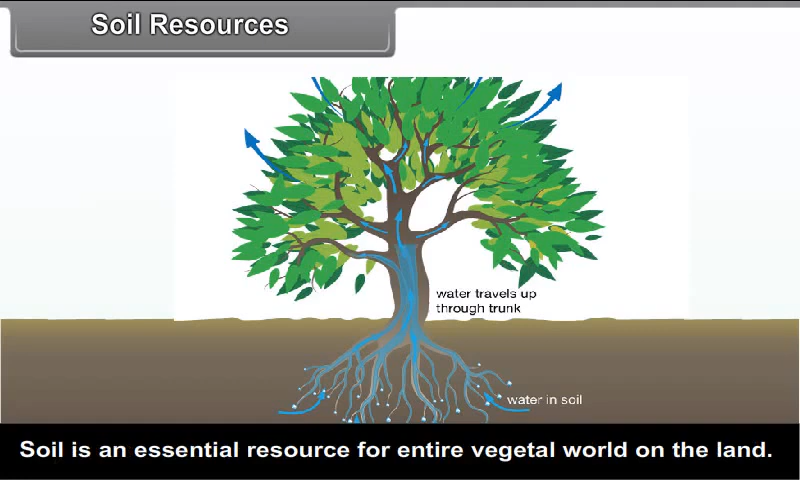 Soil Resources
water travels up
through trunk
water in soil
Soil is an essential resource for entire vegetal world on the land.